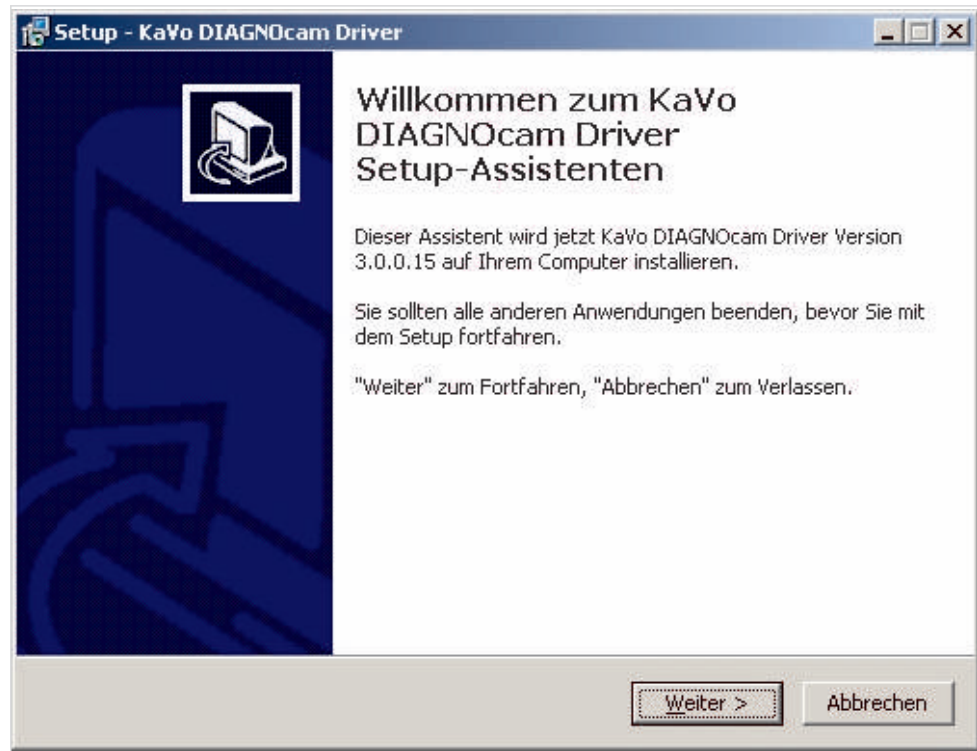 Setup - KaVo DIAGNOcam Driver
Willkommen zum KaVo
DIAGNOcam Driver
Setup-Assistenten
Dieser Assistent wird jetzt KaVo DIAGNOcam Driver Version
3.0.0.15 auf Ihrem Computer installieren.
Sie sollten alle anderen Anwendungen beenden, bevor Sie mit
dem Setup fortfahren.
"Weiter" zum Fortfahren, "Abbrechen" zum Verlassen.
Weiter >
Abbrechen